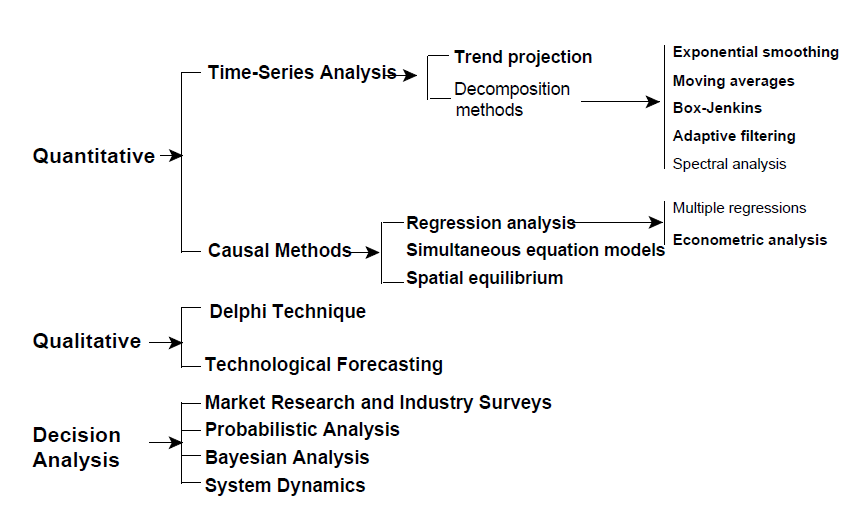 Quantitative
Time-Series Analysis
Trend projection
Decomposition
methods
Exponential smoothing
Moving averages
Box-Jenkins
Adaptive filtering
Spectral analysis
Causal Methods
Regression analysis
Simultaneous equation models
Spatial equilibrium
Multiple regressions
Econometric analysis
Qualitative
Delphi Technique
Technological Forecasting
Decision
Analysis
Market Research and Industry Surveys
Probabilistic Analysis
Bayesian Analysis
System Dynamics